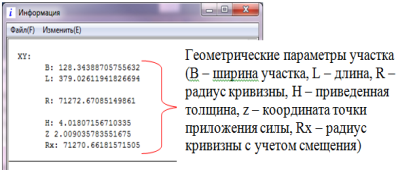 Информация
Файл(F) Изменить(E)
XY:
B: 128.34388705755632
L: 379.02611941826694
R: 71272.67085149861
H: 4.01807156710335
Z 2.009035783551675
Rx: 71270.66181571505
Геометрические параметры участка
(B – ширина участка, L – длина, R –
радиус кривизны, H – приведенная
толщина, z – координата точки
приложения силы, Rx – радиус
кривизны с учетом смещения)